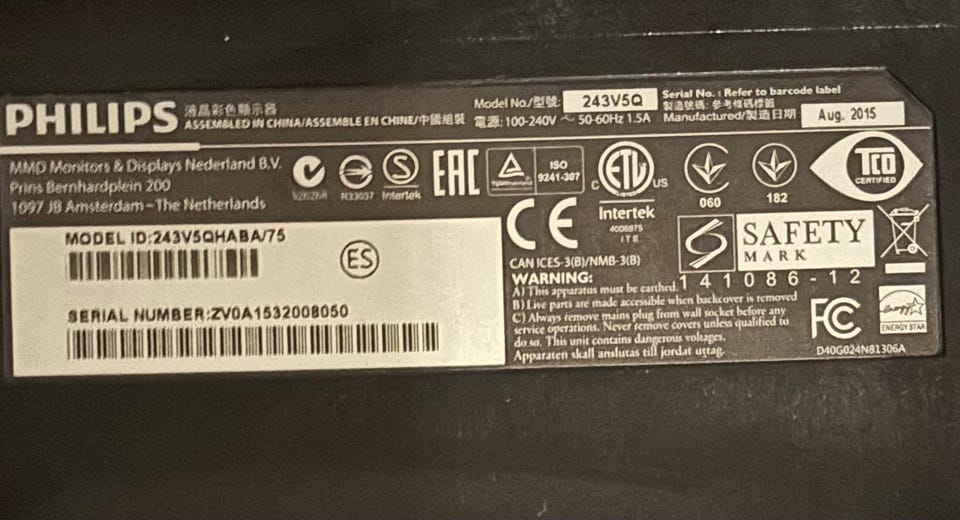 PHILIPS
液晶彩色顯示器
ASSEMBLED IN CHINA/ASSEMBLE EN CHINE/中國組裝
Model No./型號: 243V5Q
電源: 100-240V ~ 50-60Hz 1.5A
Serial No. : Refer to barcode label
製造號碼: 參考條碼標籤
Manufactured/製造日期 Aug. 2015
MMD Monitors & Displays Nederland B.V.
Prins Bernhardplein 200
1097 JB Amsterdam-The Netherlands
R33037
S
Intertek
EAC
ISO
9241-307
ETL
C US
Intertek
4006875
ITE
060
182
TCO
CERTIFIED
MODEL ID:243V5QHABA/75
ES
SERIAL NUMBER:ZV0A1532008050
CE
CAN ICES-3(B)/NMB-3(B)
SAFETY
MARK
141086-12
WARNING:
A) This apparatus must be earthed.
B) Live parts are made accessible when backcover is removed
C) Always remove mains plug from wall socket before any
service operations. Never remove covers unless qualified to
do so. This unit contains dangerous voltages.
Apparaten skall anslutas till jordat uttag.
FC
energy
ENERGY STAR
D40G024N81306A